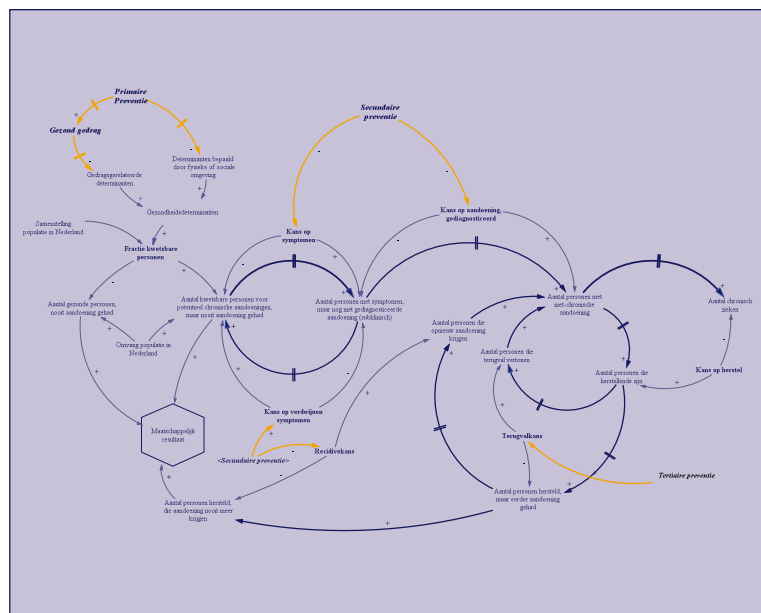 Primaire
Preventie
Secundaire
preventie
Gezond gedrag
Determinanten bepaald
door fysieke of sociale
omgeving
Gedragsgerelateerde
determinanten
Gezondheidsdeterminanten
Kans op aandoening,
gediagnosticeerd
Samenstelling
populatie in Nederland
Kans op
symptomen
Fractie kwetsbare
personen
Aantal gezonde personen,
nooit aandoening gehad
Aantal kwetsbare personen voor
potentieel chronische aandoeningen,
maar nooit aandoening gehad
Aantal personen met symptomen,
maar nog niet gediagnosticeerde
aandoening (subklinisch)
Aantal personen met
niet-chronische
aandoening
Aantal chronisch
zieken
Aantal personen die
opnieuw aandoening
krijgen
Omvang populatie in
Nederland
Aantal personen die
terugval vertonen
Aantal personen die
herstellende zijn
Kans op herstel
Kans op verdwijnen
symptomen
Maatschappelijk
resultaat
Terugvalkans
Recidivekans
<Secundaire preventie>
Tertiaire preventie
Aantal personen hersteld,
die aandoening nooit meer
krijgen
Aantal personen hersteld,
maar eerder aandoening
gehad